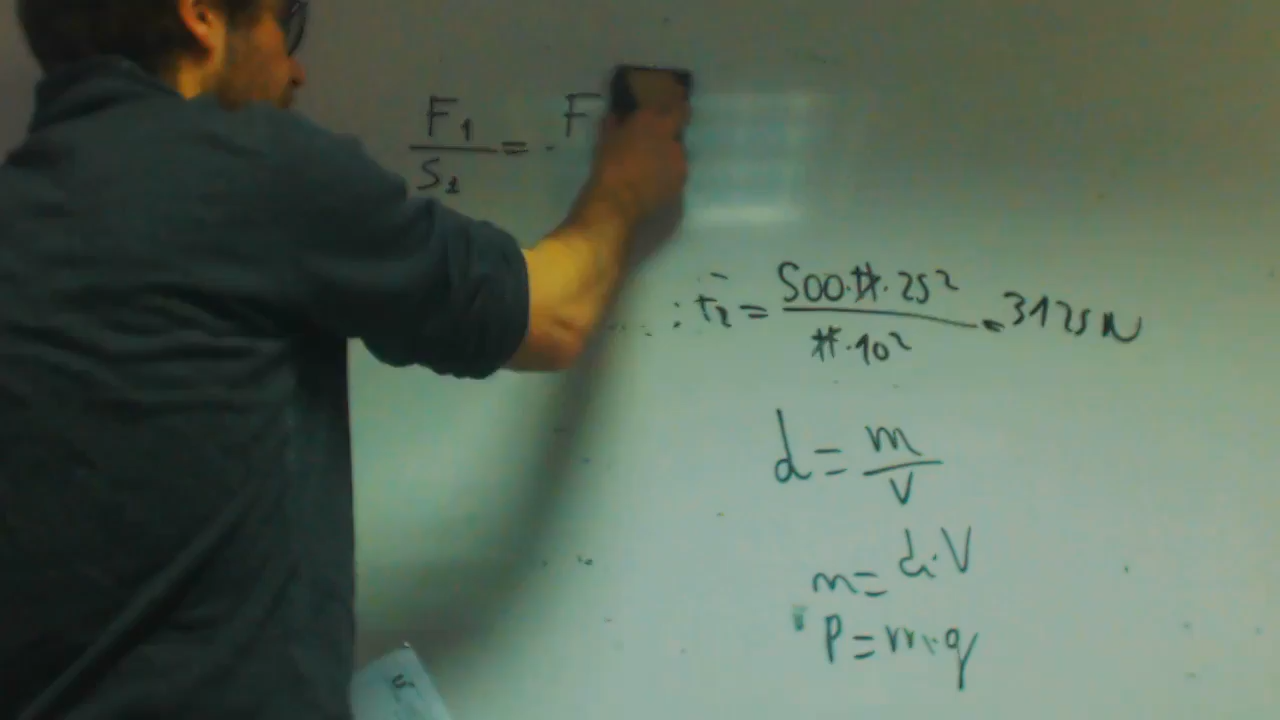 F₁/S₁ = F
: F₂ = 500·π·25²/π·10² = 3125 N
d = m/V
m = d·V
P = m·g